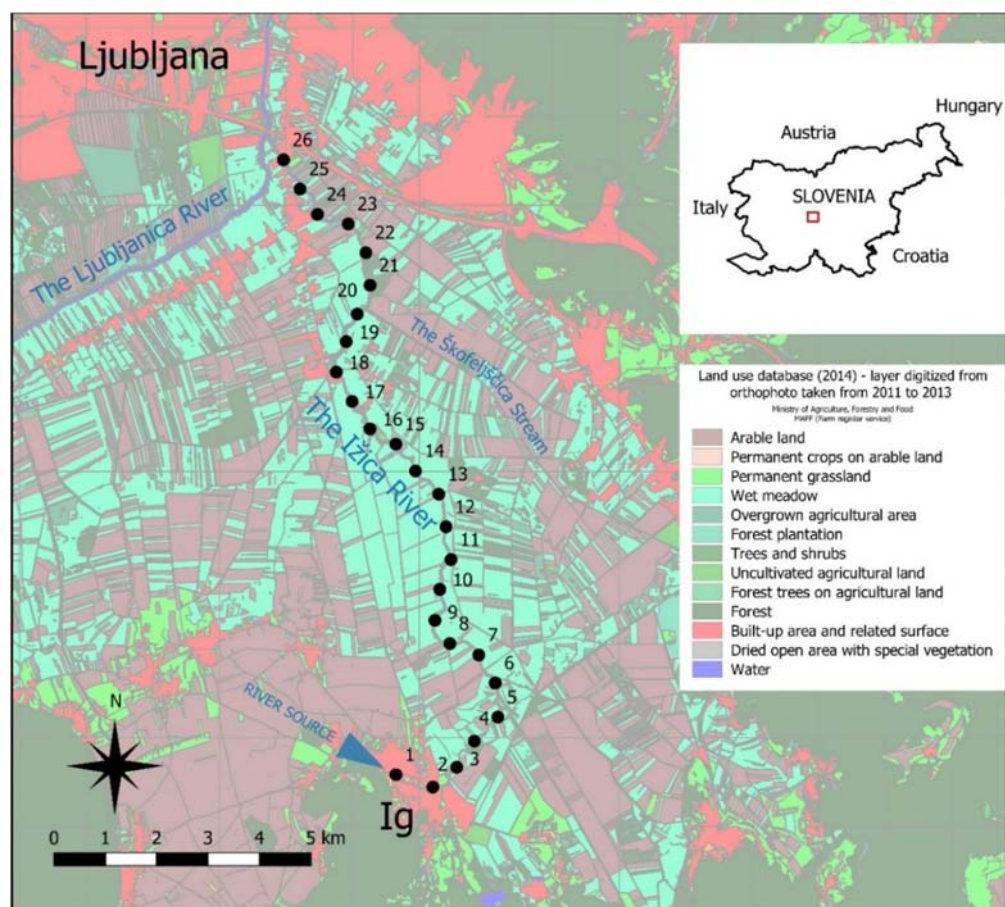 Ljubljana
The Ljubljanica River
26
25
24
23
22
21
20
19
18
17
16
15
14
13
12
11
10
9
8
7
6
5
4
3
2
1
The Škofeljščica Stream
The Ižica River
RIVER SOURCE
Ig
N
0 1 2 3 4 5 km
Hungary
Austria
SLOVENIA
Italy
Croatia
Land use database (2014) - layer digitized from
orthophoto taken from 2011 to 2013
Ministry of Agriculture, Forestry and Food
MAFF (Farm register service)
Arable land
Permanent crops on arable land
Permanent grassland
Wet meadow
Overgrown agricultural area
Forest plantation
Trees and shrubs
Uncultivated agricultural land
Forest trees on agricultural land
Forest
Built-up area and related surface
Dried open area with special vegetation
Water